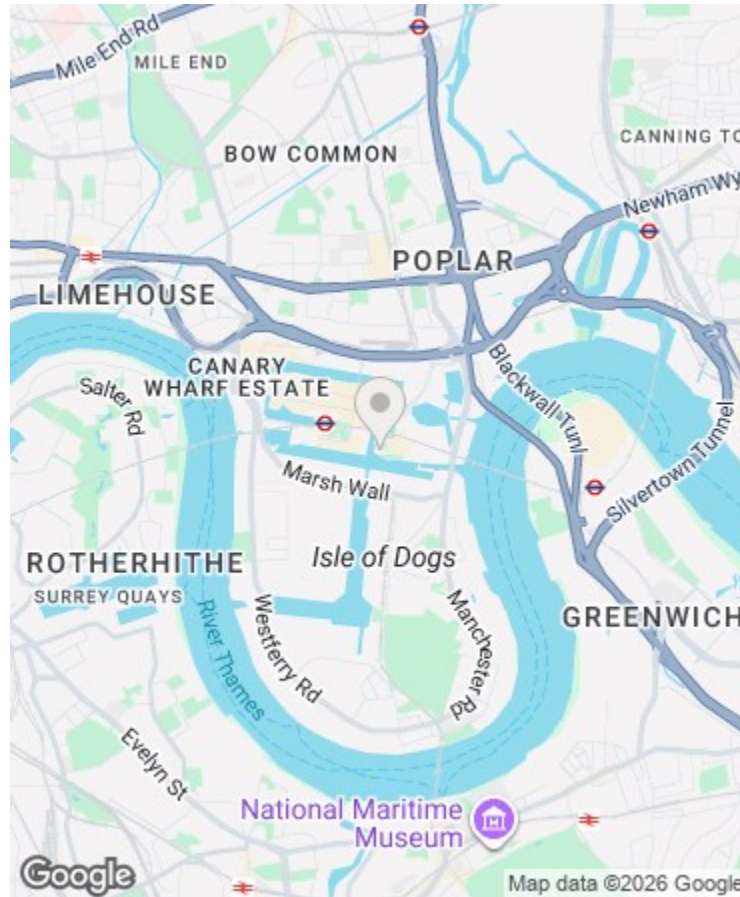 Mile End Rd
MILE END
BOW COMMON
CANNING TO
Newham Wy
POPLAR
LIMEHOUSE
CANARY
WHARF ESTATE
Salter Rd
Blackwall Tunl
Silvertown Tunnel
Marsh Wall
Isle of Dogs
ROTHERHITHE
SURREY QUAYS
River Thames
Westferry Rd
Manchester Rd
GREENWICH
Evelyn St
National Maritime
Museum
Google
Map data ©2026 Google